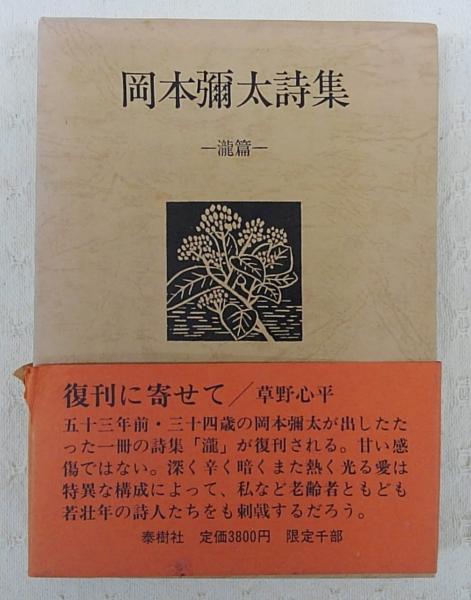 岡本彌太詩集
―瀧篇―
復刊に寄せて／草野心平
五十三年前・三十四歳の岡本彌太が出したた
った一冊の詩集「瀧」が復刊される。甘い感
傷ではない。深く辛く暗くまた熱く光る愛は
特異な構成によって、私など老齢者ともども
若壮年の詩人たちをも刺戟するだろう。
泰樹社　定価3800円　限定千部